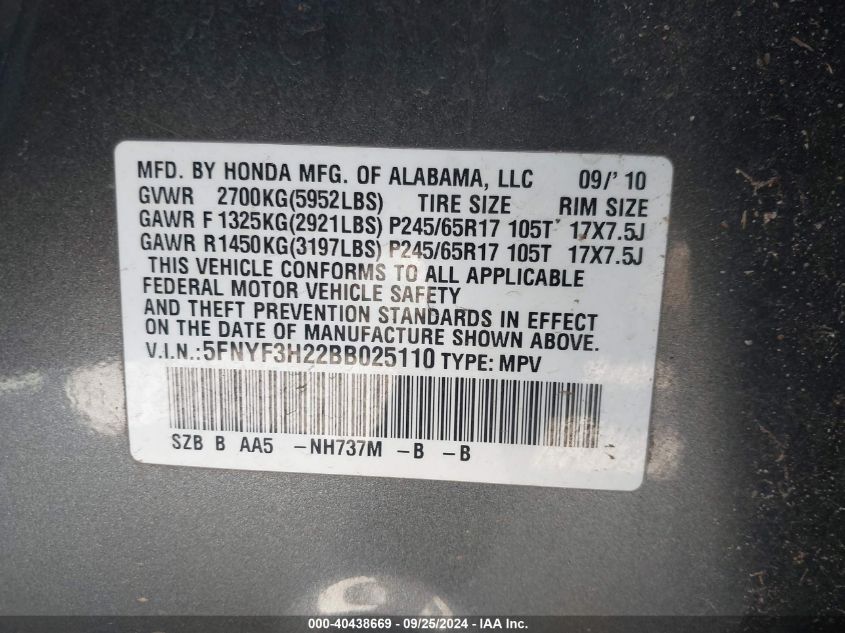 MFD. BY HONDA MFG. OF ALABAMA, LLC 09/' 10
GVWR 2700KG(5952LBS) TIRE SIZE RIM SIZE
GAWR F 1325KG(2921LBS) P245/65R17 105T 17X7.5J
GAWR R 1450KG(3197LBS) P245/65R17 105T 17X7.5J
THIS VEHICLE CONFORMS TO ALL APPLICABLE
FEDERAL MOTOR VEHICLE SAFETY
AND THEFT PREVENTION STANDARDS IN EFFECT
ON THE DATE OF MANUFACTURE SHOWN ABOVE.
V.I.N.:5FNYF3H22BB025110 TYPE: MPV
SZB B AA5 -NH737M -B -B
000-40438669 - 09/25/2024 - IAA Inc.